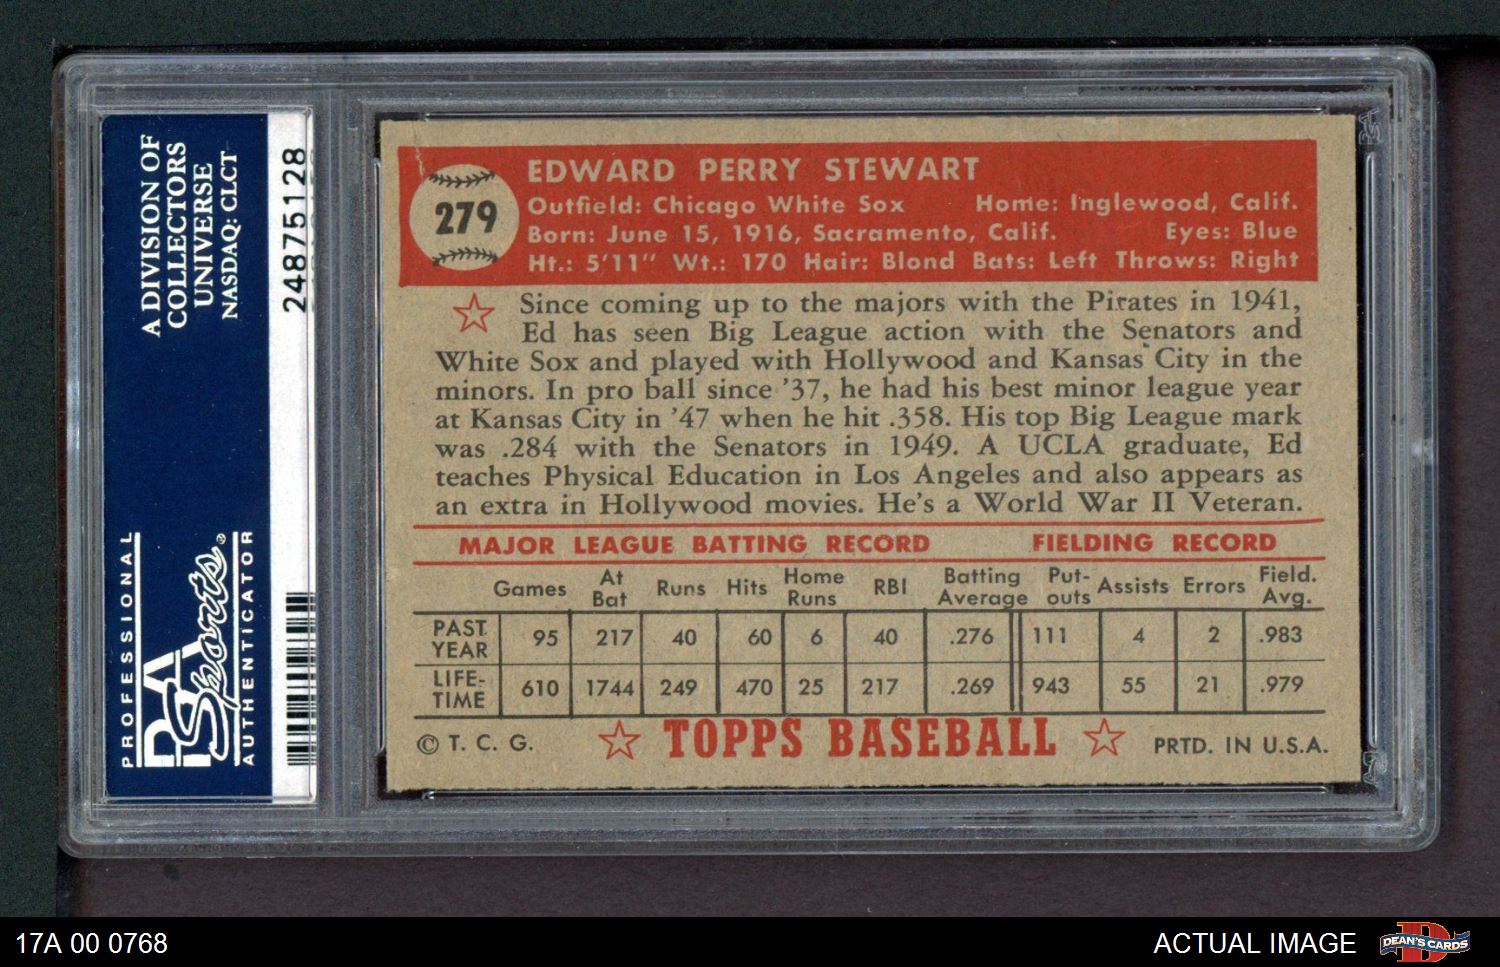 A DIVISION OF
COLLECTORS
UNIVERSE
NASDAQ: CLCT
24875128
PROFESSIONAL
PSA
Sports®
AUTHENTICATOR
279
EDWARD PERRY STEWART
Outfield: Chicago White Sox Home: Inglewood, Calif.
Born: June 15, 1916, Sacramento, Calif. Eyes: Blue
Ht.: 5'11" Wt.: 170 Hair: Blond Bats: Left Throws: Right
Since coming up to the majors with the Pirates in 1941,
Ed has seen Big League action with the Senators and
White Sox and played with Hollywood and Kansas City in the
minors. In pro ball since '37, he had his best minor league year
at Kansas City in '47 when he hit .358. His top Big League mark
was .284 with the Senators in 1949. A UCLA graduate, Ed
teaches Physical Education in Los Angeles and also appears as
an extra in Hollywood movies. He's a World War II Veteran.
MAJOR LEAGUE BATTING RECORD FIELDING RECORD
Games At Bat Runs Hits Home Runs RBI Batting Average Put-outs Assists Errors Field. Avg.
PAST YEAR 95 217 40 60 6 40 .276 111 4 2 .983
LIFE-TIME 610 1744 249 470 25 217 .269 943 55 21 .979
© T. C. G. TOPPS BASEBALL PRTD. IN U.S.A.
17A 00 0768
ACTUAL IMAGE
DEAN'S CARDS